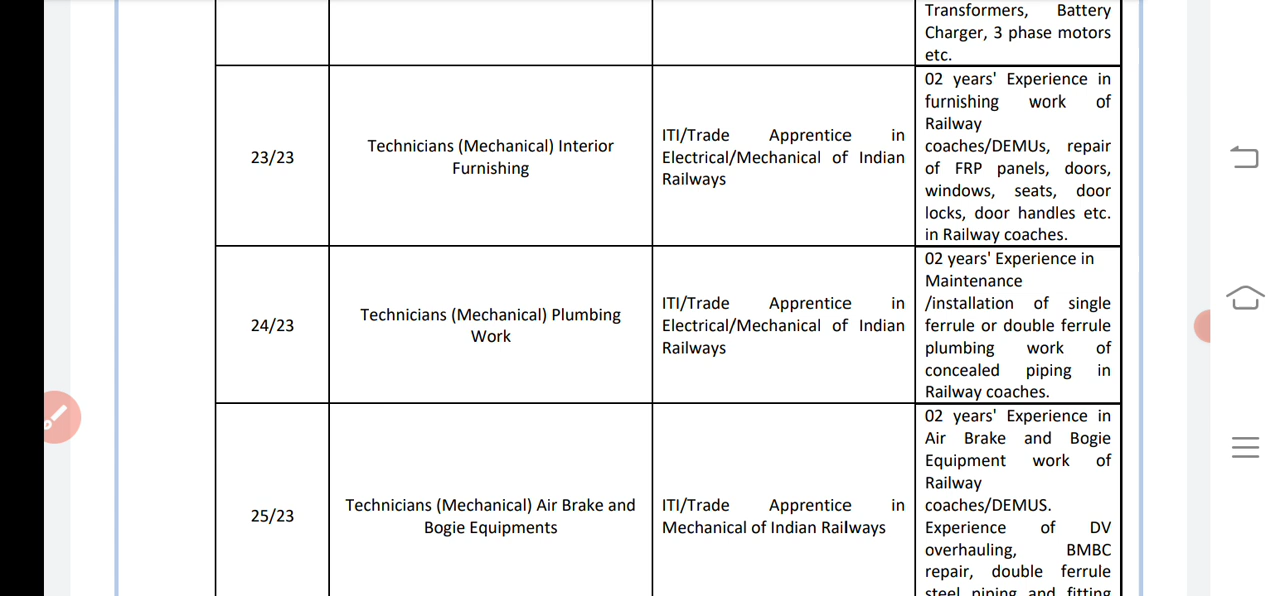 Transformers, Battery
Charger, 3 phase motors
etc.
23/23
Technicians (Mechanical) Interior
Furnishing
ITI/Trade Apprentice in
Electrical/Mechanical of Indian
Railways
02 years' Experience in
furnishing work of
Railway
coaches/DEMUs, repair
of FRP panels, doors,
windows, seats, door
locks, door handles etc.
in Railway coaches.
24/23
Technicians (Mechanical) Plumbing
Work
ITI/Trade Apprentice in
Electrical/Mechanical of Indian
Railways
02 years' Experience in
Maintenance
/installation of single
ferrule or double ferrule
plumbing work of
concealed piping in
Railway coaches.
25/23
Technicians (Mechanical) Air Brake and
Bogie Equipments
ITI/Trade Apprentice in
Mechanical of Indian Railways
02 years' Experience in
Air Brake and Bogie
Equipment work of
Railway
coaches/DEMUS.
Experience of DV
overhauling, BMBC
repair, double ferrule
steel piping and fitting